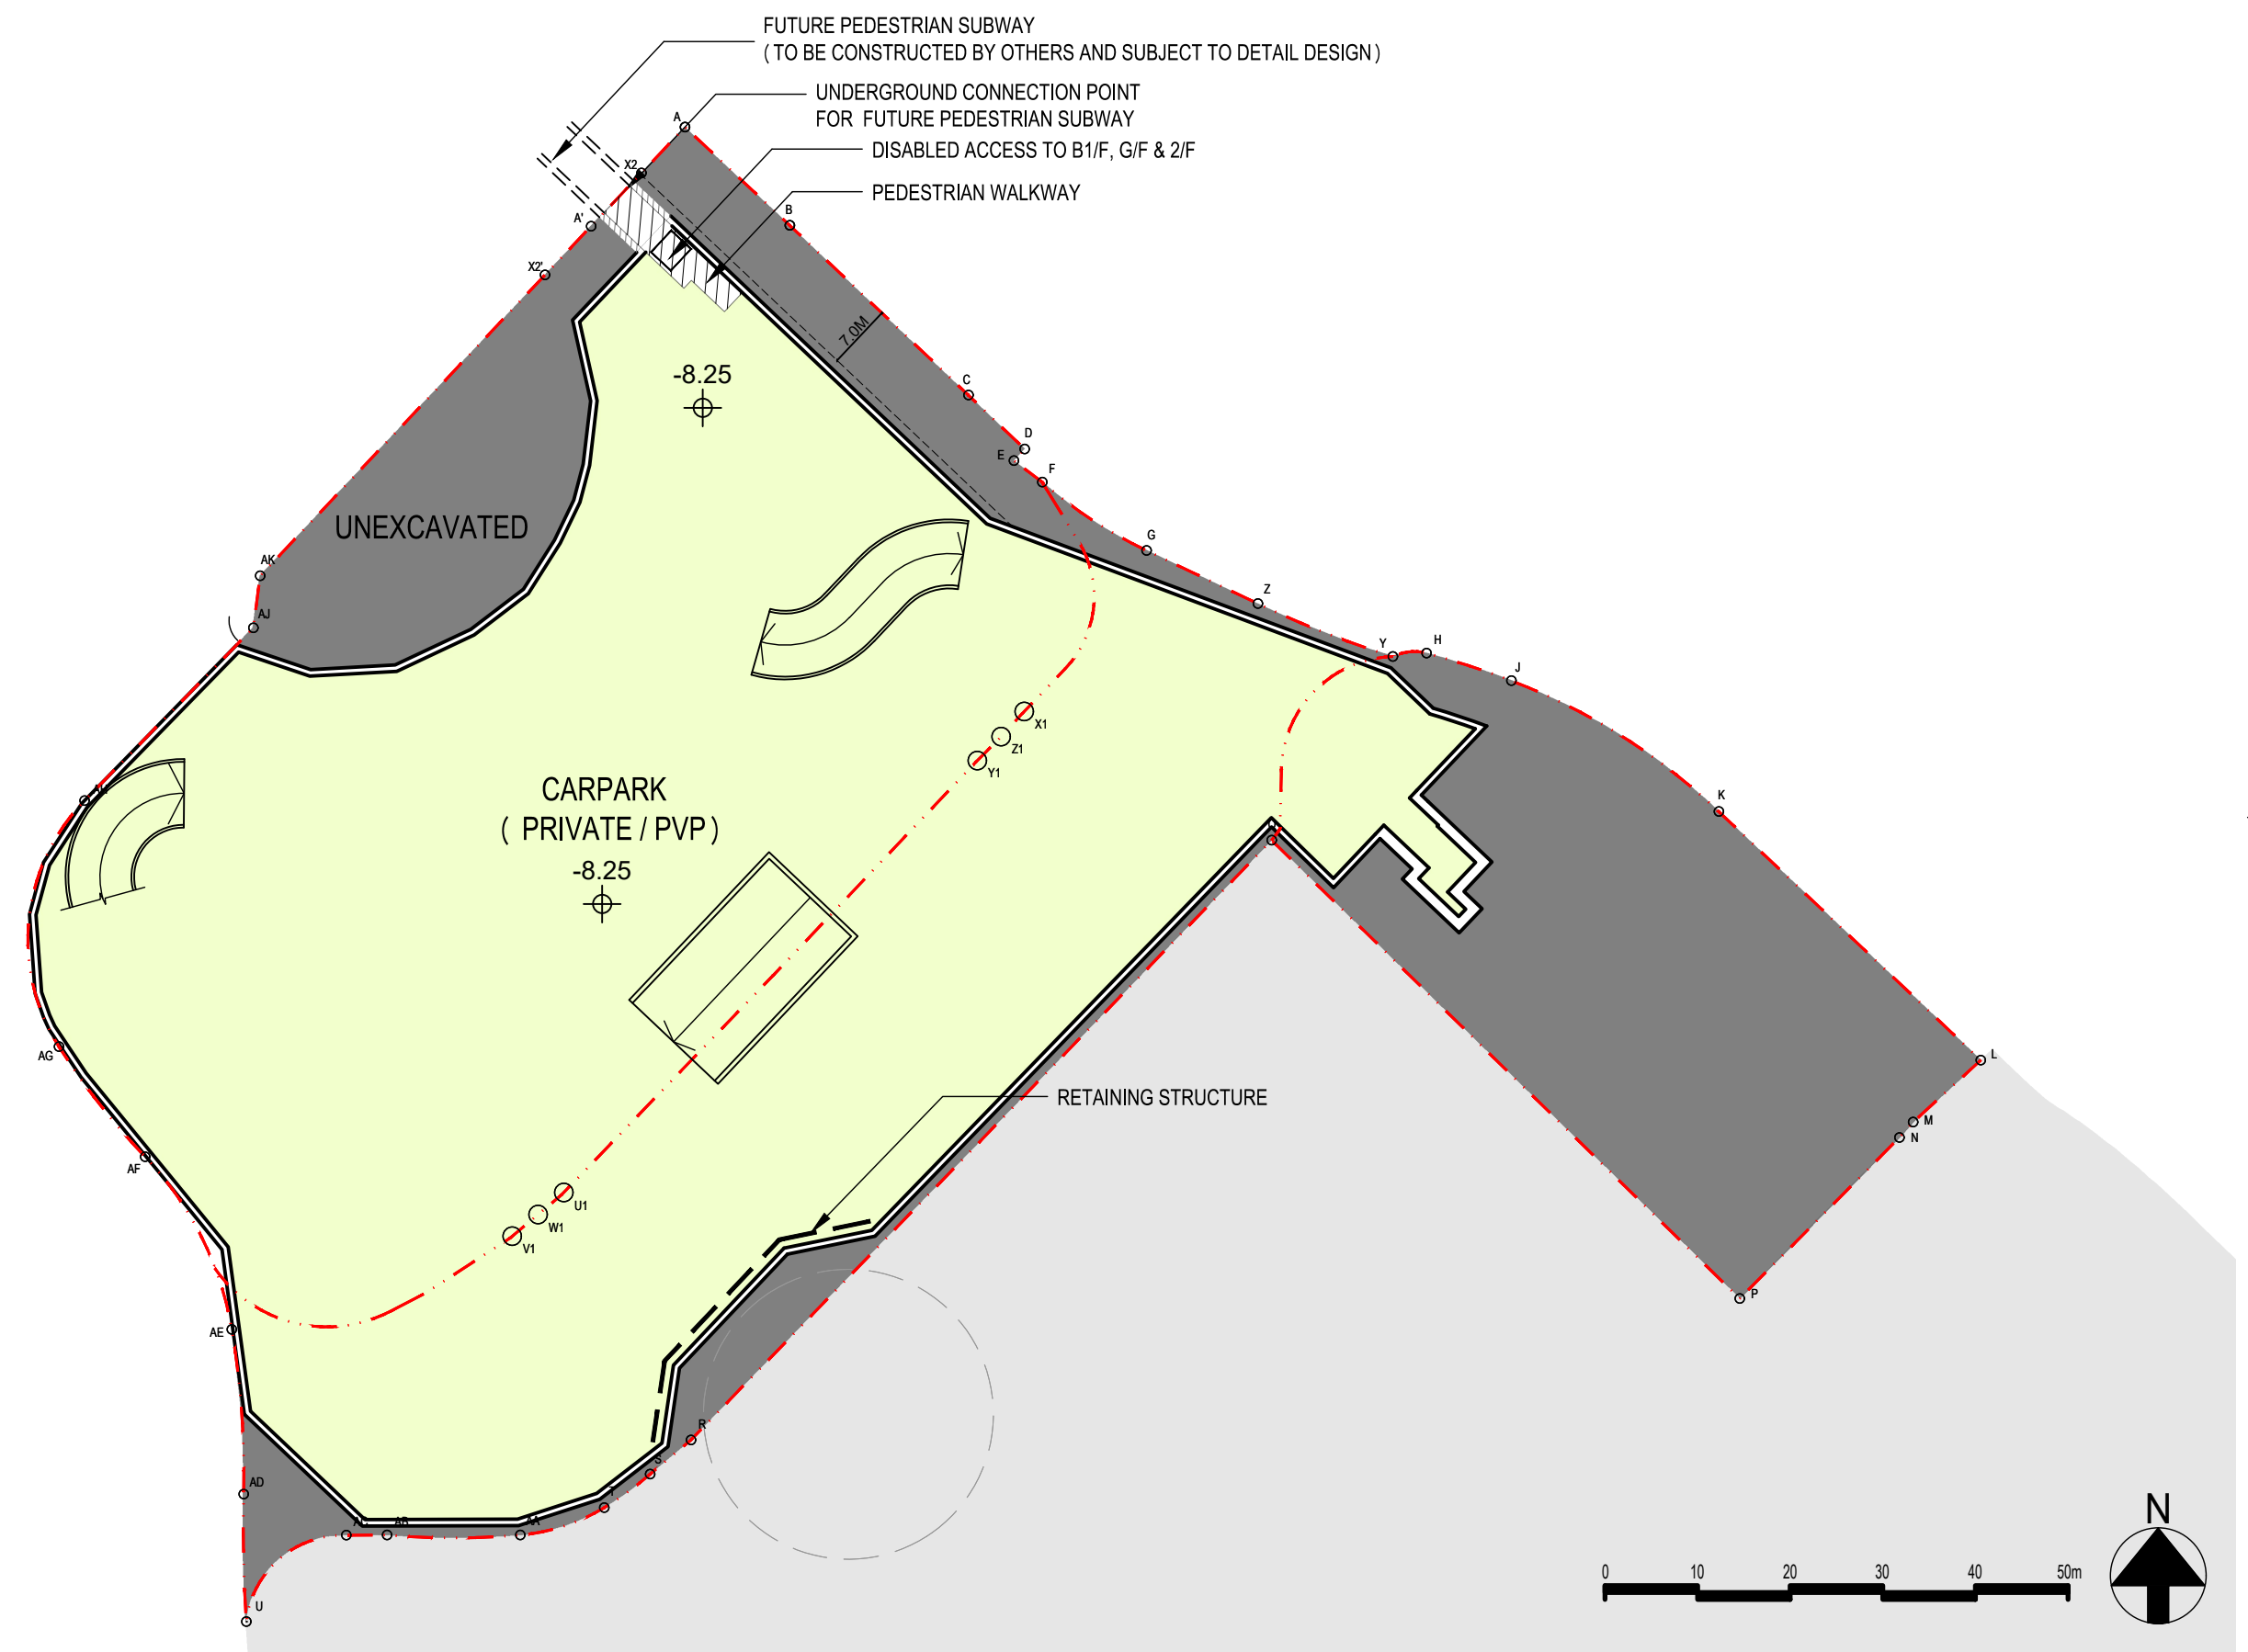 FUTURE PEDESTRIAN SUBWAY
( TO BE CONSTRUCTED BY OTHERS AND SUBJECT TO DETAIL DESIGN )
UNDERGROUND CONNECTION POINT
FOR FUTURE PEDESTRIAN SUBWAY
DISABLED ACCESS TO B1/F, G/F & 2/F
PEDESTRIAN WALKWAY
A
X2
A'
B
X2'
7.0M
-8.25
C
D
E
F
UNEXCAVATED
G
AK
Z
AJ
Y
H
J
X1
Z1
Y1
CARPARK
( PRIVATE / PVP )
-8.25
AH
K
AG
L
RETAINING STRUCTURE
M
N
AF
U1
W1
V1
P
AE
R
S
AD
T
AC
AB
AA
U
N
0 10 20 30 40 50m